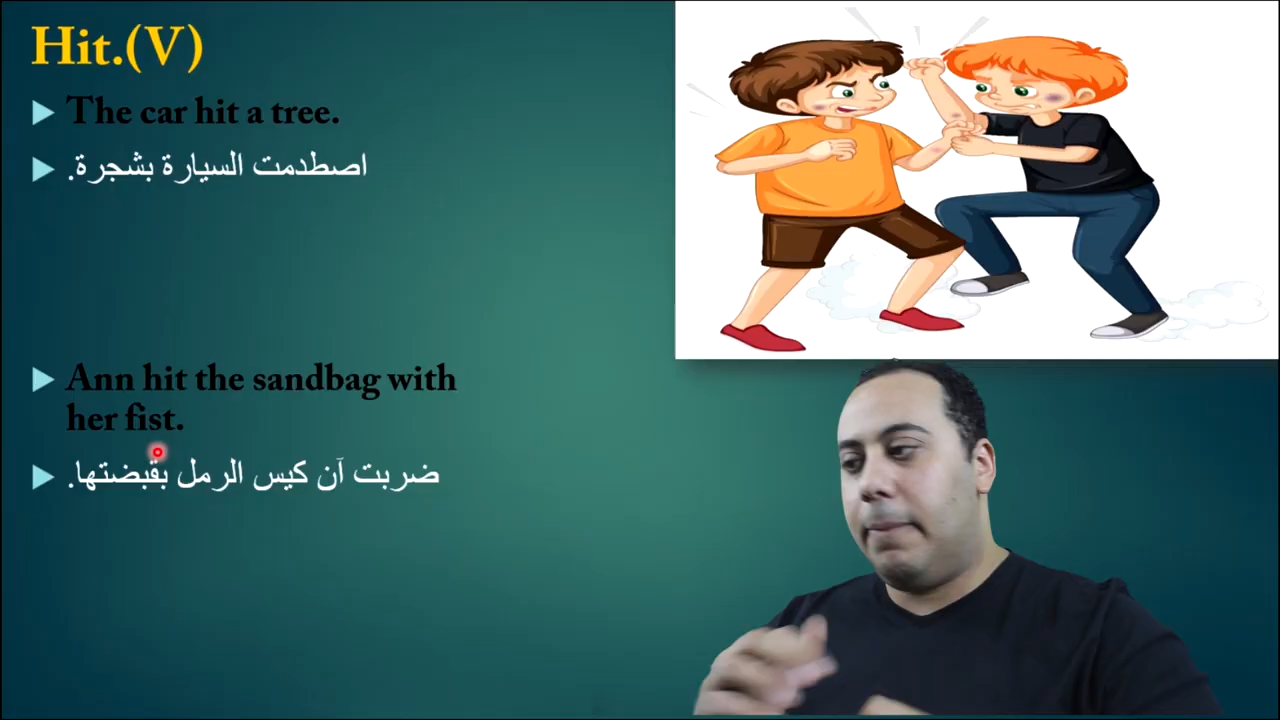 Hit.(V)
The car hit a tree.
اصطدمت السيارة بشجرة.
Ann hit the sandbag with
her fist.
ضربت آن كيس الرمل بقبضتها.